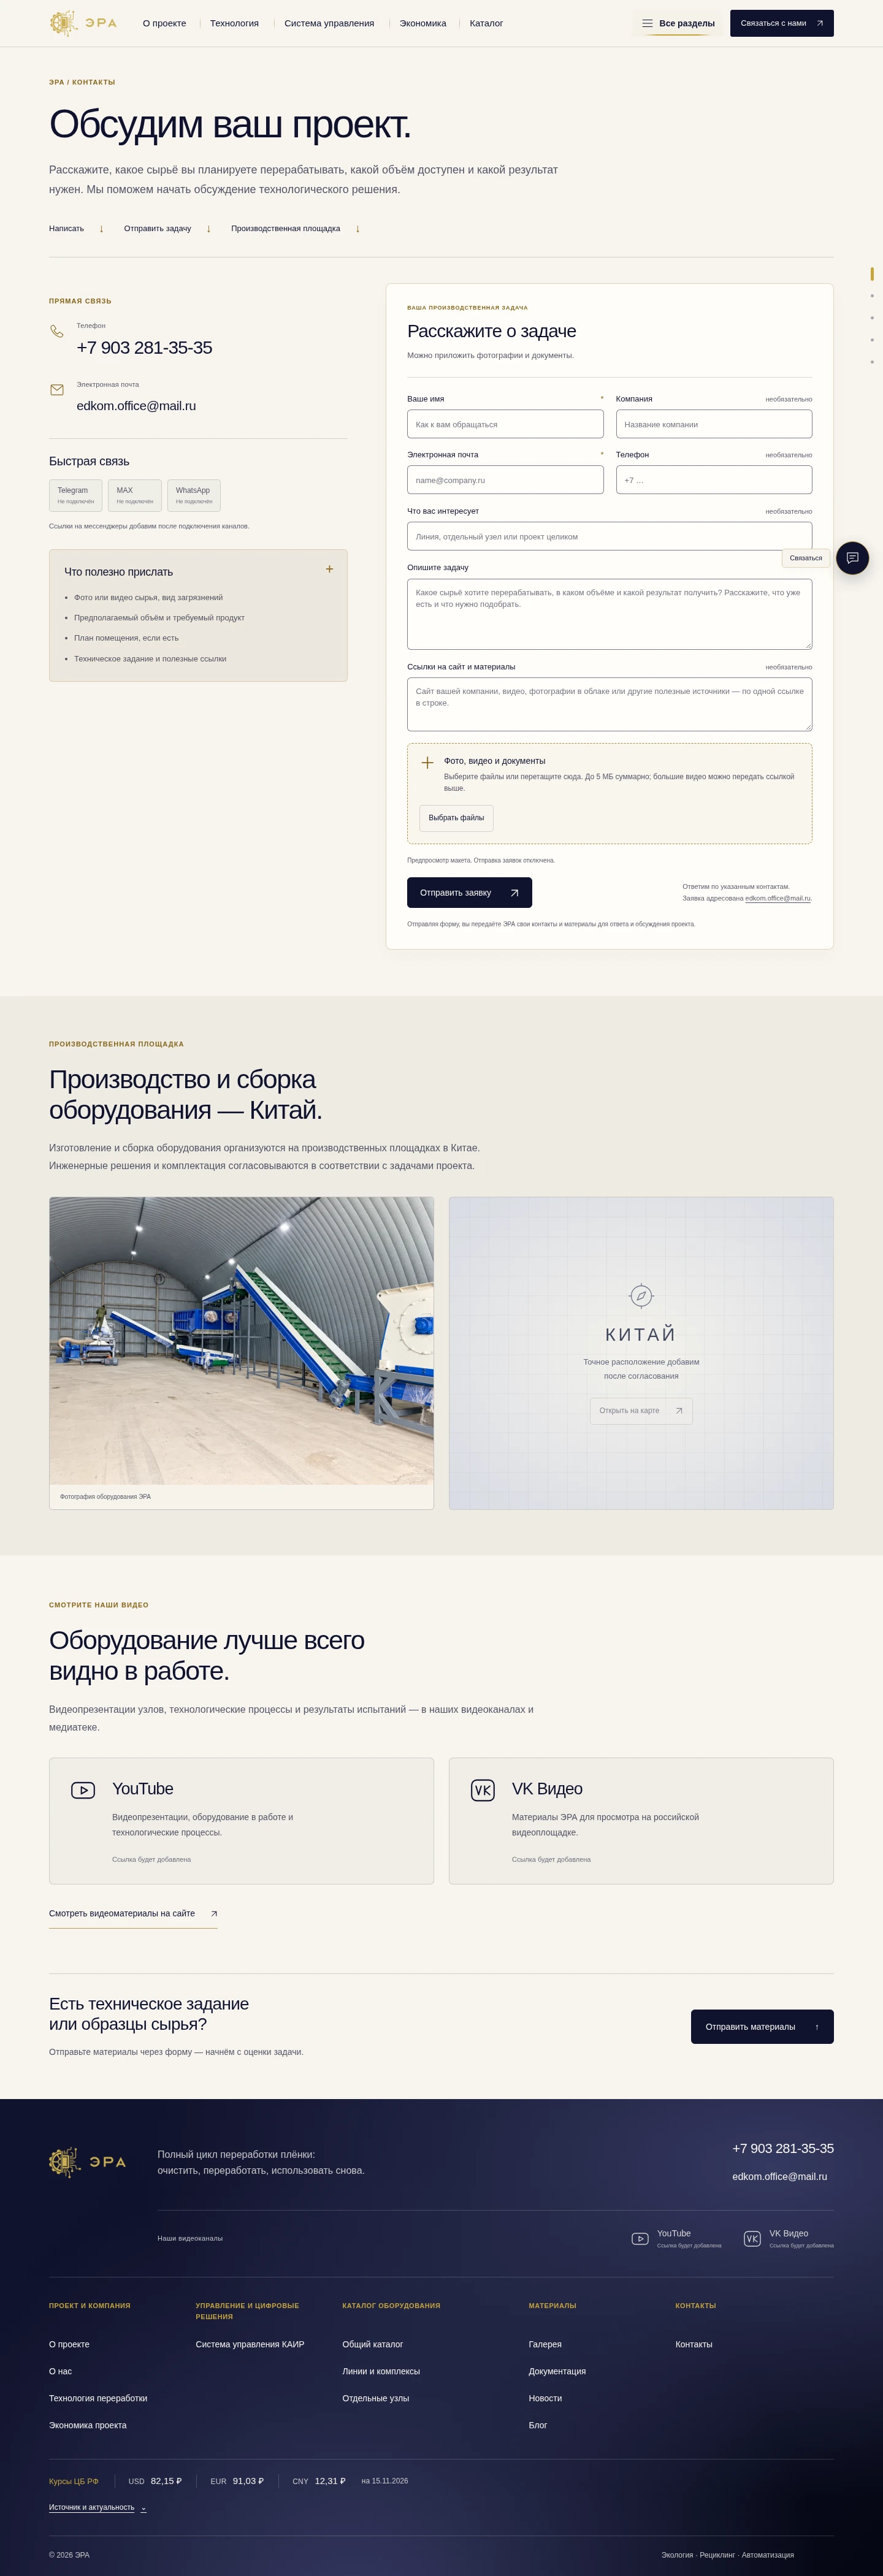 ЭРА
О проекте
Технология
Система управления
Экономика
Каталог
Все разделы
Связаться с нами
ЭРА / КОНТАКТЫ
Обсудим ваш проект.
Расскажите, какое сырьё вы планируете перерабатывать, какой объём доступен и какой результат
нужен. Мы поможем начать обсуждение технологического решения.
Написать ↓
Отправить задачу ↓
Производственная площадка ↓
ПРЯМАЯ СВЯЗЬ
Телефон
+7 903 281-35-35
Электронная почта
edkom.office@mail.ru
Быстрая связь
Telegram
Не подключён
MAX
Не подключён
WhatsApp
Не подключён
Ссылки на мессенджеры добавим после подключения каналов.
Что полезно прислать +
• Фото или видео сырья, вид загрязнений
• Предполагаемый объём и требуемый продукт
• План помещения, если есть
• Техническое задание и полезные ссылки
ВАША ПРОИЗВОДСТВЕННАЯ ЗАДАЧА
Расскажите о задаче
Можно приложить фотографии и документы.
Ваше имя *
Как к вам обращаться
Компания необязательно
Название компании
Электронная почта *
name@company.ru
Телефон необязательно
+7 ...
Что вас интересует необязательно
Линия, отдельный узел или проект целиком
Связаться
Опишите задачу
Какое сырьё хотите перерабатывать, в каком объёме и какой результат получить? Расскажите, что уже
есть и что нужно подобрать.
Ссылки на сайт и материалы необязательно
Сайт вашей компании, видео, фотографии в облаке или другие полезные источники — по одной ссылке
в строке.
Фото, видео и документы
Выберите файлы или перетащите сюда. До 5 МБ суммарно; большие видео можно передать ссылкой
выше.
Выбрать файлы
Предпросмотр макета. Отправка заявок отключена.
Отправить заявку
Ответим по указанным контактам.
Заявка адресована edkom.office@mail.ru.
Отправляя форму, вы передаёте ЭРА свои контакты и материалы для ответа и обсуждения проекта.
ПРОИЗВОДСТВЕННАЯ ПЛОЩАДКА
Производство и сборка
оборудования — Китай.
Изготовление и сборка оборудования организуются на производственных площадках в Китае.
Инженерные решения и комплектация согласовываются в соответствии с задачами проекта.
Фотография оборудования ЭРА
КИТАЙ
Точное расположение добавим
после согласования
Открыть на карте
СМОТРИТЕ НАШИ ВИДЕО
Оборудование лучше всего
видно в работе.
Видеопрезентации узлов, технологические процессы и результаты испытаний — в наших видеоканалах и
медиатеке.
YouTube
Видеопрезентации, оборудование в работе и
технологические процессы.
Ссылка будет добавлена
VK Видео
Материалы ЭРА для просмотра на российской
видеоплощадке.
Ссылка будет добавлена
Смотреть видеоматериалы на сайте
Есть техническое задание
или образцы сырья?
Отправьте материалы через форму — начнём с оценки задачи.
Отправить материалы ↑
ЭРА
Полный цикл переработки плёнки:
очистить, переработать, использовать снова.
+7 903 281-35-35
edkom.office@mail.ru
Наши видеоканалы
YouTube
Ссылка будет добавлена
VK Видео
Ссылка будет добавлена
ПРОЕКТ И КОМПАНИЯ
О проекте
О нас
Технология переработки
Экономика проекта
УПРАВЛЕНИЕ И ЦИФРОВЫЕ
РЕШЕНИЯ
Система управления КАИР
КАТАЛОГ ОБОРУДОВАНИЯ
Общий каталог
Линии и комплексы
Отдельные узлы
МАТЕРИАЛЫ
Галерея
Документация
Новости
Блог
КОНТАКТЫ
Контакты
Курсы ЦБ РФ
USD 82,15 ₽
EUR 91,03 ₽
CNY 12,31 ₽
на 15.11.2026
Источник и актуальность
© 2026 ЭРА
Экология · Рециклинг · Автоматизация